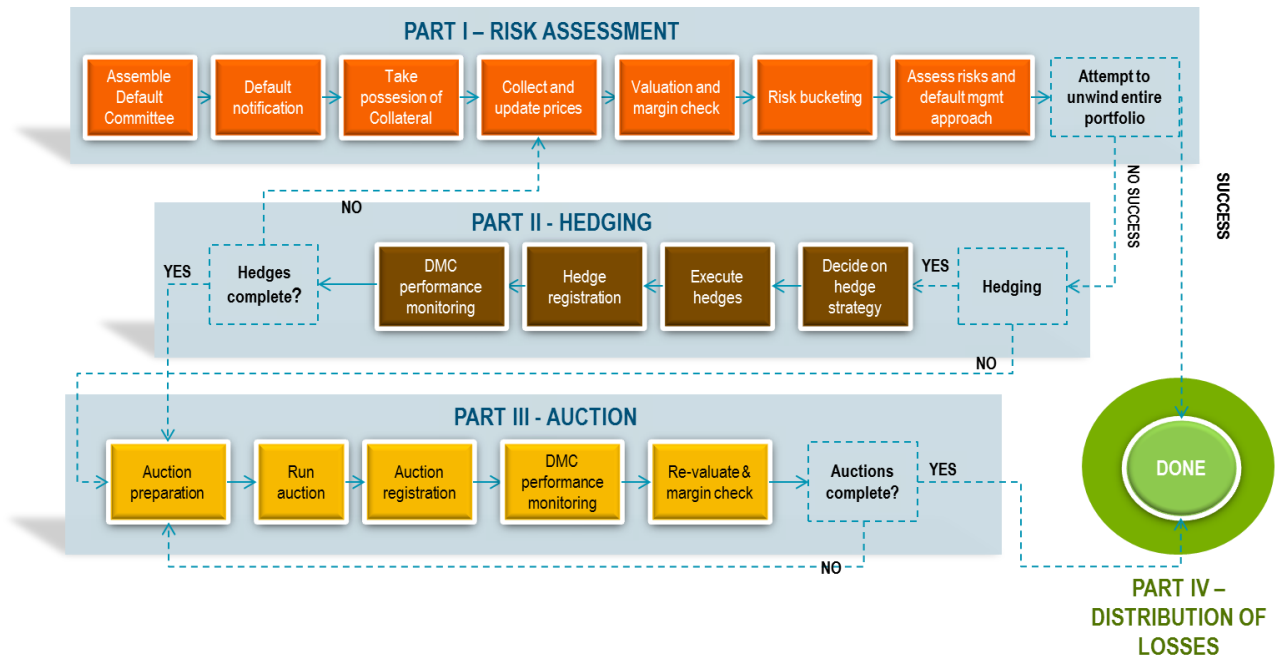 PART I – RISK ASSESSMENT
Assemble
Default
Committee
Default
notification
Take
possesion of
Collateral
Collect and
update prices
Valuation and
margin check
Risk bucketing
Assess risks and
default mgmt
approach
Attempt to
unwind entire
portfolio
NO SUCCESS
SUCCESS
NO
PART II - HEDGING
YES
Hedges
complete?
DMC
performance
monitoring
Hedge
registration
Execute
hedges
Decide on
hedge
strategy
YES
Hedging
NO
PART III - AUCTION
Auction
preparation
Run
auction
Auction
registration
DMC
performance
monitoring
Re-valuate &
margin check
Auctions
complete?
YES
NO
DONE
PART IV –
DISTRIBUTION OF
LOSSES